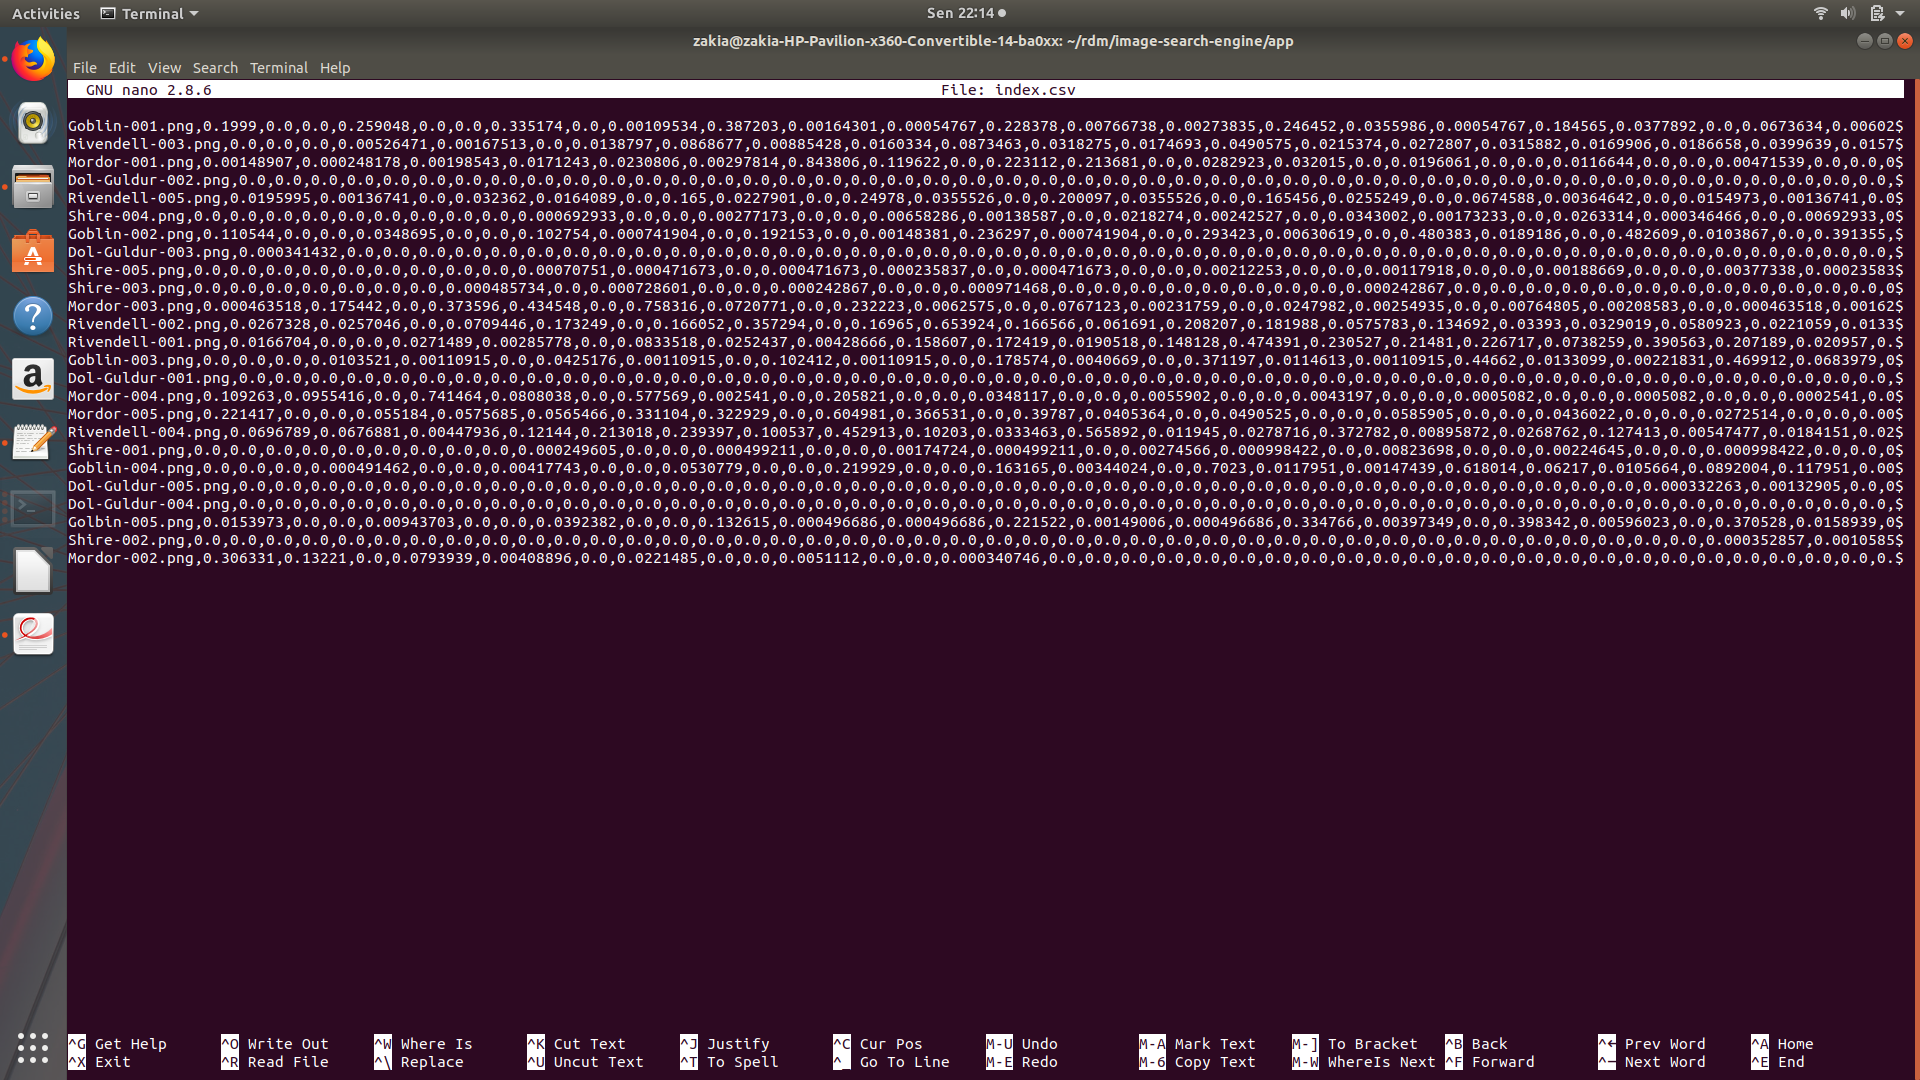 Activities Terminal Sen 22:14
zakia@zakia-HP-Pavilion-x360-Convertible-14-ba0xx: ~/rdm/image-search-engine/app
File Edit View Search Terminal Help
GNU nano 2.8.6 File: index.csv
Goblin-001.png,0.1999,0.0,0.0,0.259048,0.0,0.0,0.335174,0.0,0.00109534,0.387203,0.00164301,0.00054767,0.228378,0.00766738,0.00273835,0.246452,0.0355986,0.00054767,0.184565,0.0377892,0.0,0.0673634,0.00602$
Rivendell-003.png,0.0,0.0,0.00526471,0.00167513,0.0,0.0138797,0.0868677,0.00885428,0.0160334,0.0873463,0.0318275,0.0174693,0.0490575,0.0215374,0.0272807,0.0315882,0.0169906,0.0186658,0.0399639,0.0157$
Mordor-001.png,0.00148907,0.000248178,0.00198543,0.0171243,0.0230806,0.00297814,0.843806,0.119622,0.0,0.223112,0.213681,0.0,0.0282923,0.032015,0.0,0.0196061,0.0,0.0,0.0116644,0.0,0.0,0.00471539,0.0,0.0,0$
Dol-Guldur-002.png,0.0,0.0,0.0,0.0,0.0,0.0,0.0,0.0,0.0,0.0,0.0,0.0,0.0,0.0,0.0,0.0,0.0,0.0,0.0,0.0,0.0,0.0,0.0,0.0,0.0,0.0,0.0,0.0,0.0,0.0,0.0,0.0,0.0,0.0,0.0,0.0,0.0,0.0,0.0,0.0,0.0,0.0,0.0,0.0,0.0,0.0,$
Rivendell-005.png,0.0195995,0.00136741,0.0,0.032362,0.0164089,0.0,0.165,0.0227901,0.0,0.24978,0.0355526,0.0,0.200097,0.0355526,0.0,0.165456,0.0255249,0.0,0.0674588,0.00364642,0.0,0.0154973,0.00136741,0.0$
Shire-004.png,0.0,0.0,0.0,0.0,0.0,0.0,0.0,0.0,0.000692933,0.0,0.0,0.00277173,0.0,0.0,0.00658286,0.00138587,0.0,0.0218274,0.00242527,0.0,0.0343002,0.00173233,0.0,0.0263314,0.000346466,0.0,0.00692933,0$
Goblin-002.png,0.110544,0.0,0.0,0.0348695,0.0,0.0,0.102754,0.000741904,0.0,0.192153,0.0,0.00148381,0.236297,0.000741904,0.0,0.293423,0.00630619,0.0,0.480383,0.0189186,0.0,0.482609,0.0103867,0.0,0.391355,$
Dol-Guldur-003.png,0.000341432,0.0,0.0,0.0,0.0,0.0,0.0,0.0,0.0,0.0,0.0,0.0,0.0,0.0,0.0,0.0,0.0,0.0,0.0,0.0,0.0,0.0,0.0,0.0,0.0,0.0,0.0,0.0,0.0,0.0,0.0,0.0,0.0,0.0,0.0,0.0,0.0,0.0,0.0,0.0,0.0,0.0,0.0,$
Shire-005.png,0.0,0.0,0.0,0.0,0.0,0.0,0.0,0.0,0.00070751,0.000471673,0.0,0.000471673,0.000235837,0.0,0.000471673,0.0,0.0,0.00212253,0.0,0.0,0.00117918,0.0,0.0,0.00188669,0.0,0.0,0.00377338,0.00023583$
Shire-003.png,0.0,0.0,0.0,0.0,0.0,0.0,0.0,0.000485734,0.0,0.000728601,0.0,0.000242867,0.0,0.0,0.000971468,0.0,0.0,0.0,0.0,0.0,0.0,0.0,0.000242867,0.0,0.0,0.0,0.0,0.0,0.0,0.0,0.0,0.0,0.0,0.0,0$
Mordor-003.png,0.000463518,0.175442,0.0,0.373596,0.434548,0.0,0.758316,0.0720771,0.0,0.232223,0.0062575,0.0,0.0767123,0.00231759,0.0,0.0247982,0.00254935,0.0,0.00764805,0.00208583,0.0,0.000463518,0.00162$
Rivendell-002.png,0.0267328,0.0257046,0.0,0.0709446,0.173249,0.0,0.166052,0.357294,0.0,0.16965,0.653924,0.166566,0.061691,0.208207,0.181988,0.0575783,0.134692,0.03393,0.0329019,0.0580923,0.0221059,0.0133$
Rivendell-001.png,0.0166704,0.0,0.0,0.0271489,0.00285778,0.0,0.0833518,0.0252437,0.00428666,0.158607,0.172419,0.0190518,0.148128,0.474391,0.230527,0.21481,0.226717,0.0738259,0.390563,0.207189,0.020957,0.$
Goblin-003.png,0.0,0.0,0.0,0.0103521,0.00110915,0.0,0.0425176,0.00110915,0.0,0.102412,0.00110915,0.0,0.178574,0.0040669,0.0,0.371197,0.0114613,0.00110915,0.44662,0.0133099,0.00221831,0.469912,0.0683979,0$
Dol-Guldur-001.png,0.0,0.0,0.0,0.0,0.0,0.0,0.0,0.0,0.0,0.0,0.0,0.0,0.0,0.0,0.0,0.0,0.0,0.0,0.0,0.0,0.0,0.0,0.0,0.0,0.0,0.0,0.0,0.0,0.0,0.0,0.0,0.0,0.0,0.0,0.0,0.0,0.0,0.0,0.0,0.0,0.0,0.0,0.0,0.0,0.0,0.0,$
Mordor-004.png,0.109263,0.0955416,0.0,0.741464,0.0808038,0.0,0.577569,0.002541,0.0,0.205821,0.0,0.0,0.0348117,0.0,0.0,0.0055902,0.0,0.0,0.0043197,0.0,0.0,0.0005082,0.0,0.0,0.0005082,0.0,0.0,0.0002541,0.0$
Mordor-005.png,0.221417,0.0,0.0,0.055184,0.0575685,0.0565466,0.331104,0.322929,0.0,0.604981,0.366531,0.0,0.39787,0.0405364,0.0,0.0490525,0.0,0.0,0.0585905,0.0,0.0,0.0436022,0.0,0.0,0.0272514,0.0,0.0,0.00$
Rivendell-004.png,0.0696789,0.0676881,0.00447936,0.12144,0.213018,0.239397,0.100537,0.452913,0.10203,0.0333463,0.565892,0.011945,0.0278716,0.372782,0.00895872,0.0268762,0.127413,0.00547477,0.0184151,0.02$
Shire-001.png,0.0,0.0,0.0,0.0,0.0,0.0,0.0,0.000249605,0.0,0.0,0.000499211,0.0,0.0,0.00174724,0.000499211,0.0,0.00274566,0.000998422,0.0,0.00823698,0.0,0.0,0.00224645,0.0,0.0,0.000998422,0.0,0.0,0.0,0$
Goblin-004.png,0.0,0.0,0.0,0.000491462,0.0,0.0,0.00417743,0.0,0.0,0.0530779,0.0,0.0,0.219929,0.0,0.0,0.163165,0.00344024,0.0,0.7023,0.0117951,0.00147439,0.618014,0.06217,0.0105664,0.0892004,0.117951,0.00$
Dol-Guldur-005.png,0.0,0.0,0.0,0.0,0.0,0.0,0.0,0.0,0.0,0.0,0.0,0.0,0.0,0.0,0.0,0.0,0.0,0.0,0.0,0.0,0.0,0.0,0.0,0.0,0.0,0.0,0.0,0.0,0.0,0.0,0.0,0.0,0.0,0.0,0.0,0.0,0.0,0.0,0.0,0.000332263,0.00132905,0.0,0$
Dol-Guldur-004.png,0.0,0.0,0.0,0.0,0.0,0.0,0.0,0.0,0.0,0.0,0.0,0.0,0.0,0.0,0.0,0.0,0.0,0.0,0.0,0.0,0.0,0.0,0.0,0.0,0.0,0.0,0.0,0.0,0.0,0.0,0.0,0.0,0.0,0.0,0.0,0.0,0.0,0.0,0.0,0.0,0.0,0.0,0.0,0.0,0.0,0.0,$
Golbin-005.png,0.0153973,0.0,0.0,0.00943703,0.0,0.0,0.0392382,0.0,0.0,0.132615,0.000496686,0.000496686,0.221522,0.00149006,0.000496686,0.334766,0.00397349,0.0,0.398342,0.00596023,0.0,0.370528,0.0158939,0$
Shire-002.png,0.0,0.0,0.0,0.0,0.0,0.0,0.0,0.0,0.0,0.0,0.0,0.0,0.0,0.0,0.0,0.0,0.0,0.0,0.0,0.0,0.0,0.0,0.0,0.0,0.0,0.0,0.0,0.0,0.0,0.0,0.0,0.0,0.0,0.0,0.0,0.0,0.0,0.0,0.0,0.0,0.000352857,0.0010585$
Mordor-002.png,0.306331,0.13221,0.0,0.0793939,0.00408896,0.0,0.0221485,0.0,0.0,0.0051112,0.0,0.0,0.000340746,0.0,0.0,0.0,0.0,0.0,0.0,0.0,0.0,0.0,0.0,0.0,0.0,0.0,0.0,0.0,0.0,0.0,0.0,0.0,0.0,0.0,0.0,0.0,0.$
^G Get Help ^O Write Out ^W Where Is ^K Cut Text ^J Justify ^C Cur Pos M-U Undo M-A Mark Text M-] To Bracket ^B Back ^← Prev Word ^A Home
^X Exit ^R Read File ^\ Replace ^U Uncut Text ^T To Spell ^_ Go To Line M-E Redo M-6 Copy Text M-W WhereIs Next ^F Forward ^→ Next Word ^E End